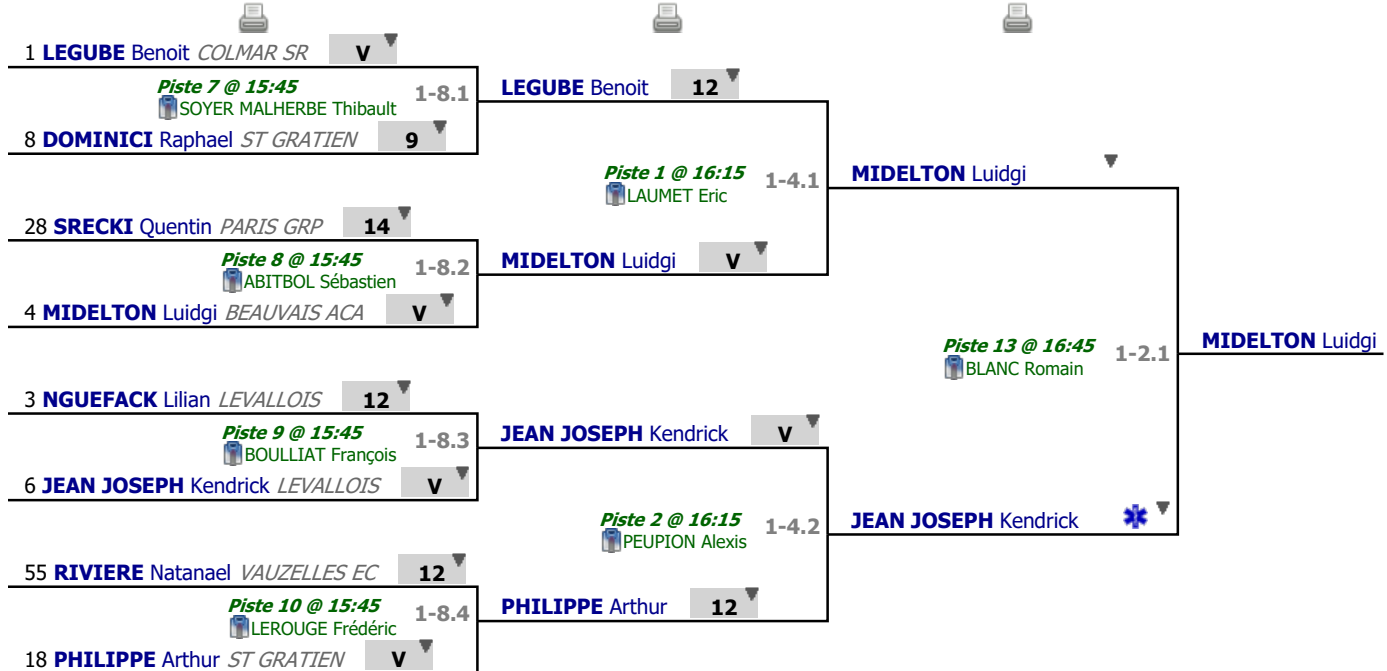 1 LEGUBE Benoit COLMAR SR V
Piste 7 @ 15:45
SOYER MALHERBE Thibault
1-8.1
8 DOMINICI Raphael ST GRATIEN 9
28 SRECKI Quentin PARIS GRP 14
Piste 8 @ 15:45
ABITBOL Sébastien
1-8.2
4 MIDELTON Luidgi BEAUVAIS ACA V
3 NGUEFACK Lilian LEVALLOIS 12
Piste 9 @ 15:45
BOULLIAT François
1-8.3
6 JEAN JOSEPH Kendrick LEVALLOIS V
55 RIVIERE Natanael VAUZELLES EC 12
Piste 10 @ 15:45
LEROUGE Frédéric
1-8.4
18 PHILIPPE Arthur ST GRATIEN V
LEGUBE Benoit 12
Piste 1 @ 16:15
LAUMET Eric
1-4.1
MIDELTON Luidgi V
JEAN JOSEPH Kendrick V
Piste 2 @ 16:15
PEUPION Alexis
1-4.2
PHILIPPE Arthur 12
MIDELTON Luidgi
Piste 13 @ 16:45
BLANC Romain
1-2.1
JEAN JOSEPH Kendrick
MIDELTON Luidgi